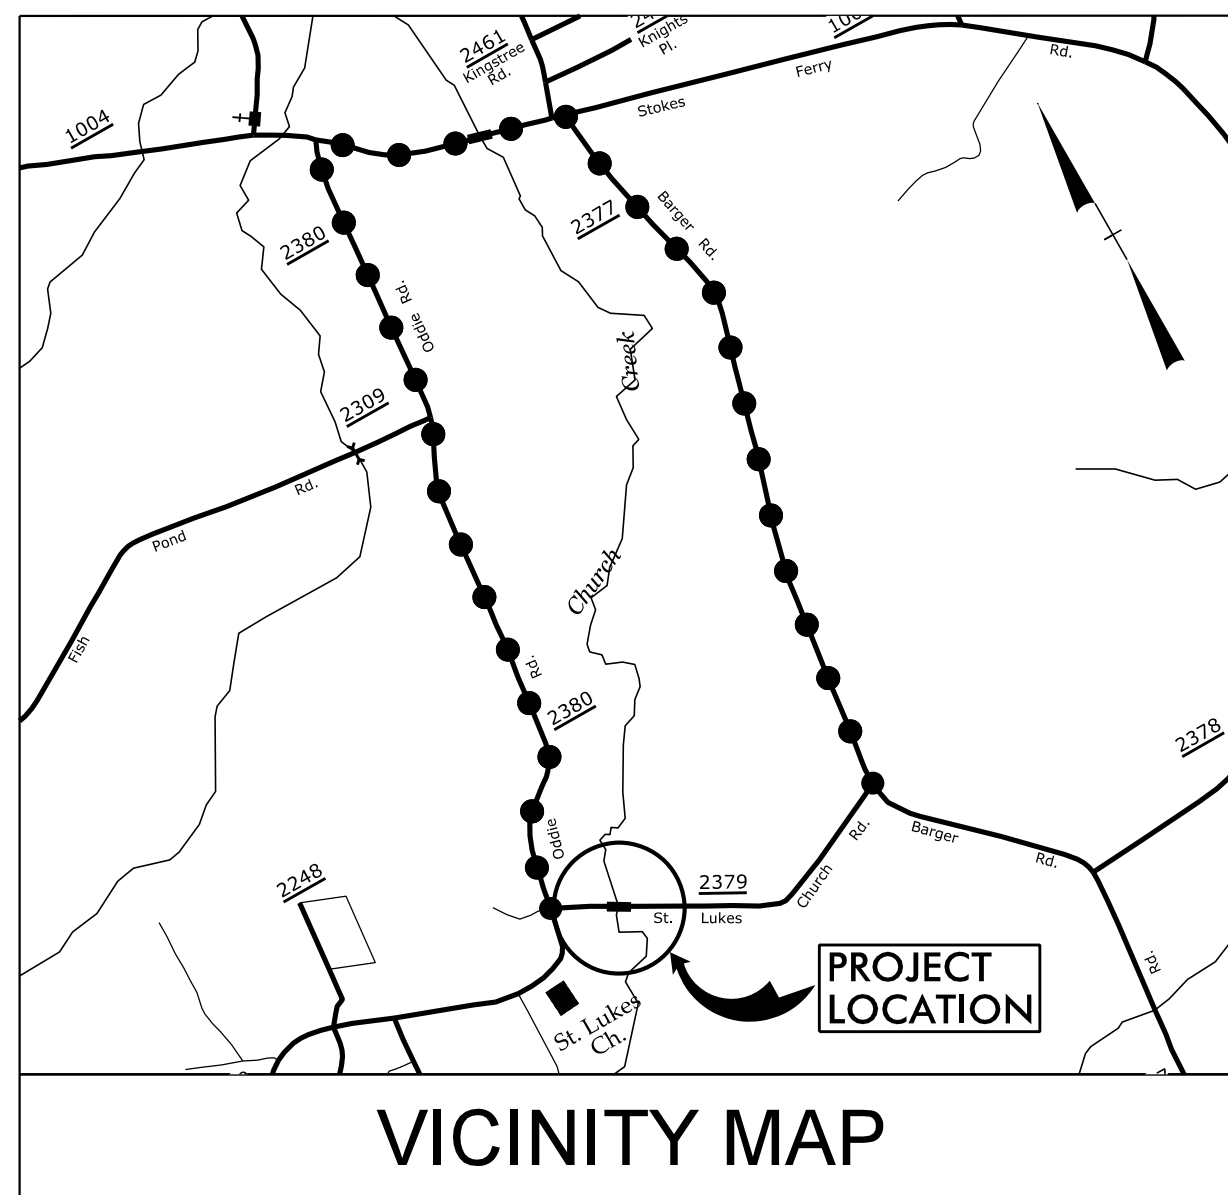 2461
Kingstree
Rd.
Knights
Pl.
Rd.
Ferry
Stokes
1004
2377
Barger Rd.
2380
Oddie Rd.
Creek
2309
Rd.
Pond
Church
Fish
Rd.
2380
2378
Oddie
Rd.
Barger
Rd.
2248
2379
Church
St. Lukes
Rd.
PROJECT
LOCATION
St. Lukes
Ch.
VICINITY MAP